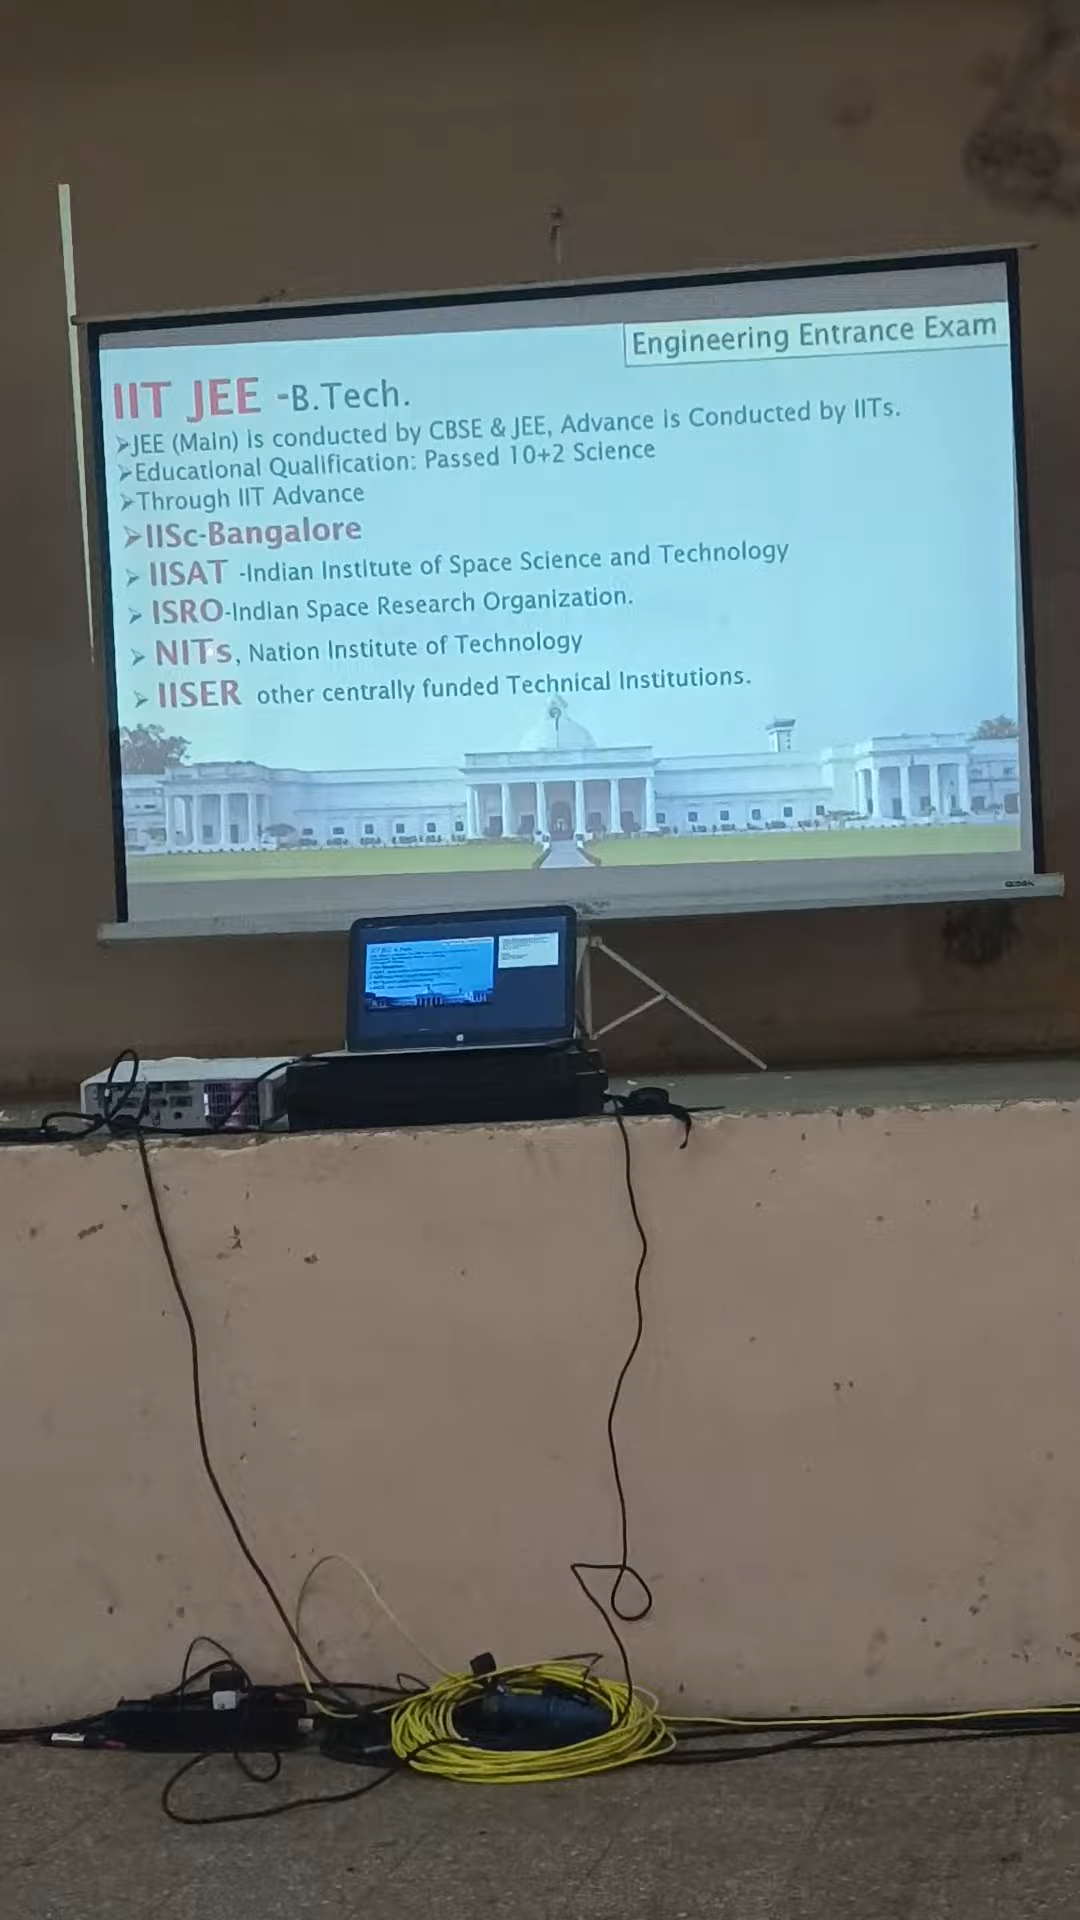 Engineering Entrance Exam
IIT JEE -B.Tech.
➢JEE (Main) is conducted by CBSE & JEE, Advance is Conducted by IITs.
➢Educational Qualification: Passed 10+2 Science
➢Through IIT Advance
➢IISc-Bangalore
➢ IISAT -Indian Institute of Space Science and Technology
➢ ISRO-Indian Space Research Organization.
➢ NITs, Nation Institute of Technology
➢ IISER other centrally funded Technical Institutions.